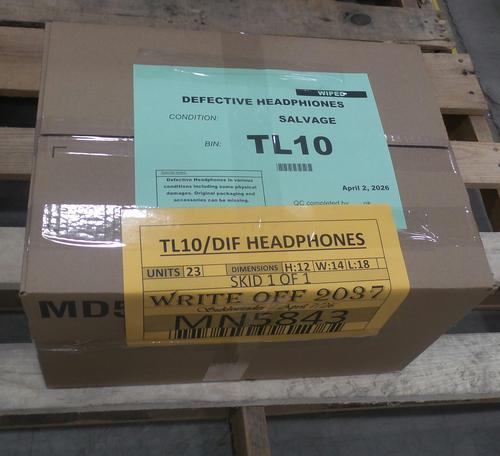 WIPED
DEFECTIVE HEADPHIONES
CONDITION: SALVAGE
BIN: TL10
Defective Headphones in various
conditions including some physical
damages. Original packaging and
accessories can be missing.
April 2, 2026
QC completed by
TL10/DIF HEADPHONES
UNITS 23 DIMENSIONS H:12 W:14 L:18
SKID 1 OF 1
WRITE OFF 2037
MN5843
MD5